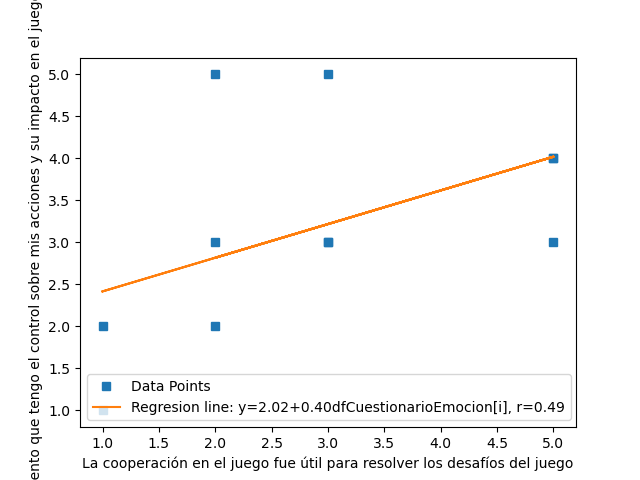 ento que tengo el control sobre mis acciones y su impacto en el juego
5.0
4.5
4.0
3.5
3.0
2.5
2.0
1.5
1.0
Data Points
Regresion line: y=2.02+0.40dfCuestionarioEmocion[i], r=0.49
1.0 1.5 2.0 2.5 3.0 3.5 4.0 4.5 5.0
La cooperación en el juego fue útil para resolver los desafíos del juego